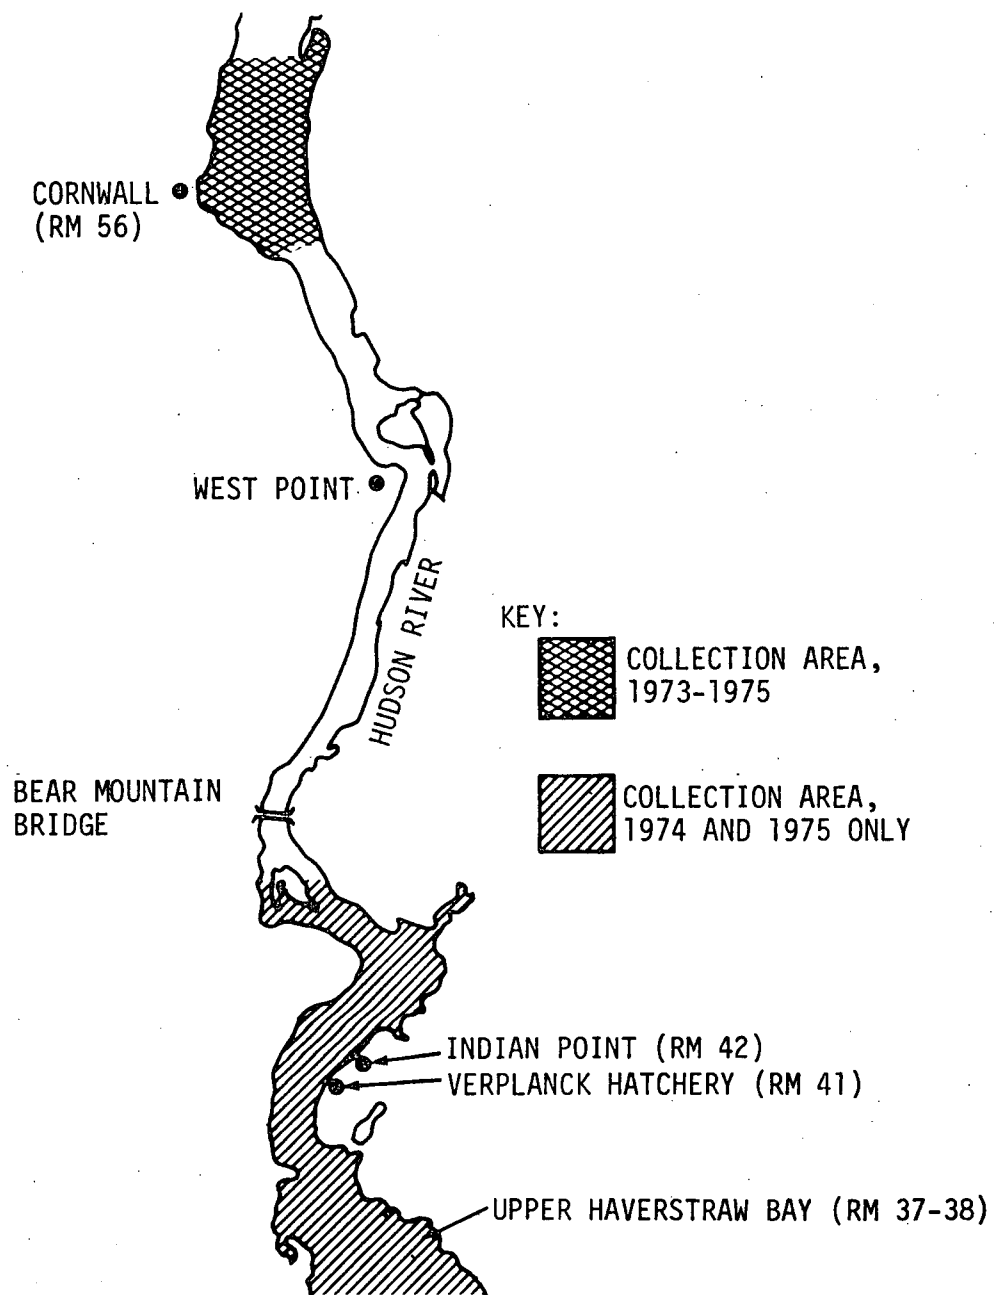 CORNWALL
(RM 56)
WEST POINT
HUDSON RIVER
KEY:
COLLECTION AREA,
1973-1975
BEAR MOUNTAIN
BRIDGE
COLLECTION AREA,
1974 AND 1975 ONLY
INDIAN POINT (RM 42)
VERPLANCK HATCHERY (RM 41)
UPPER HAVERSTRAW BAY (RM 37-38)